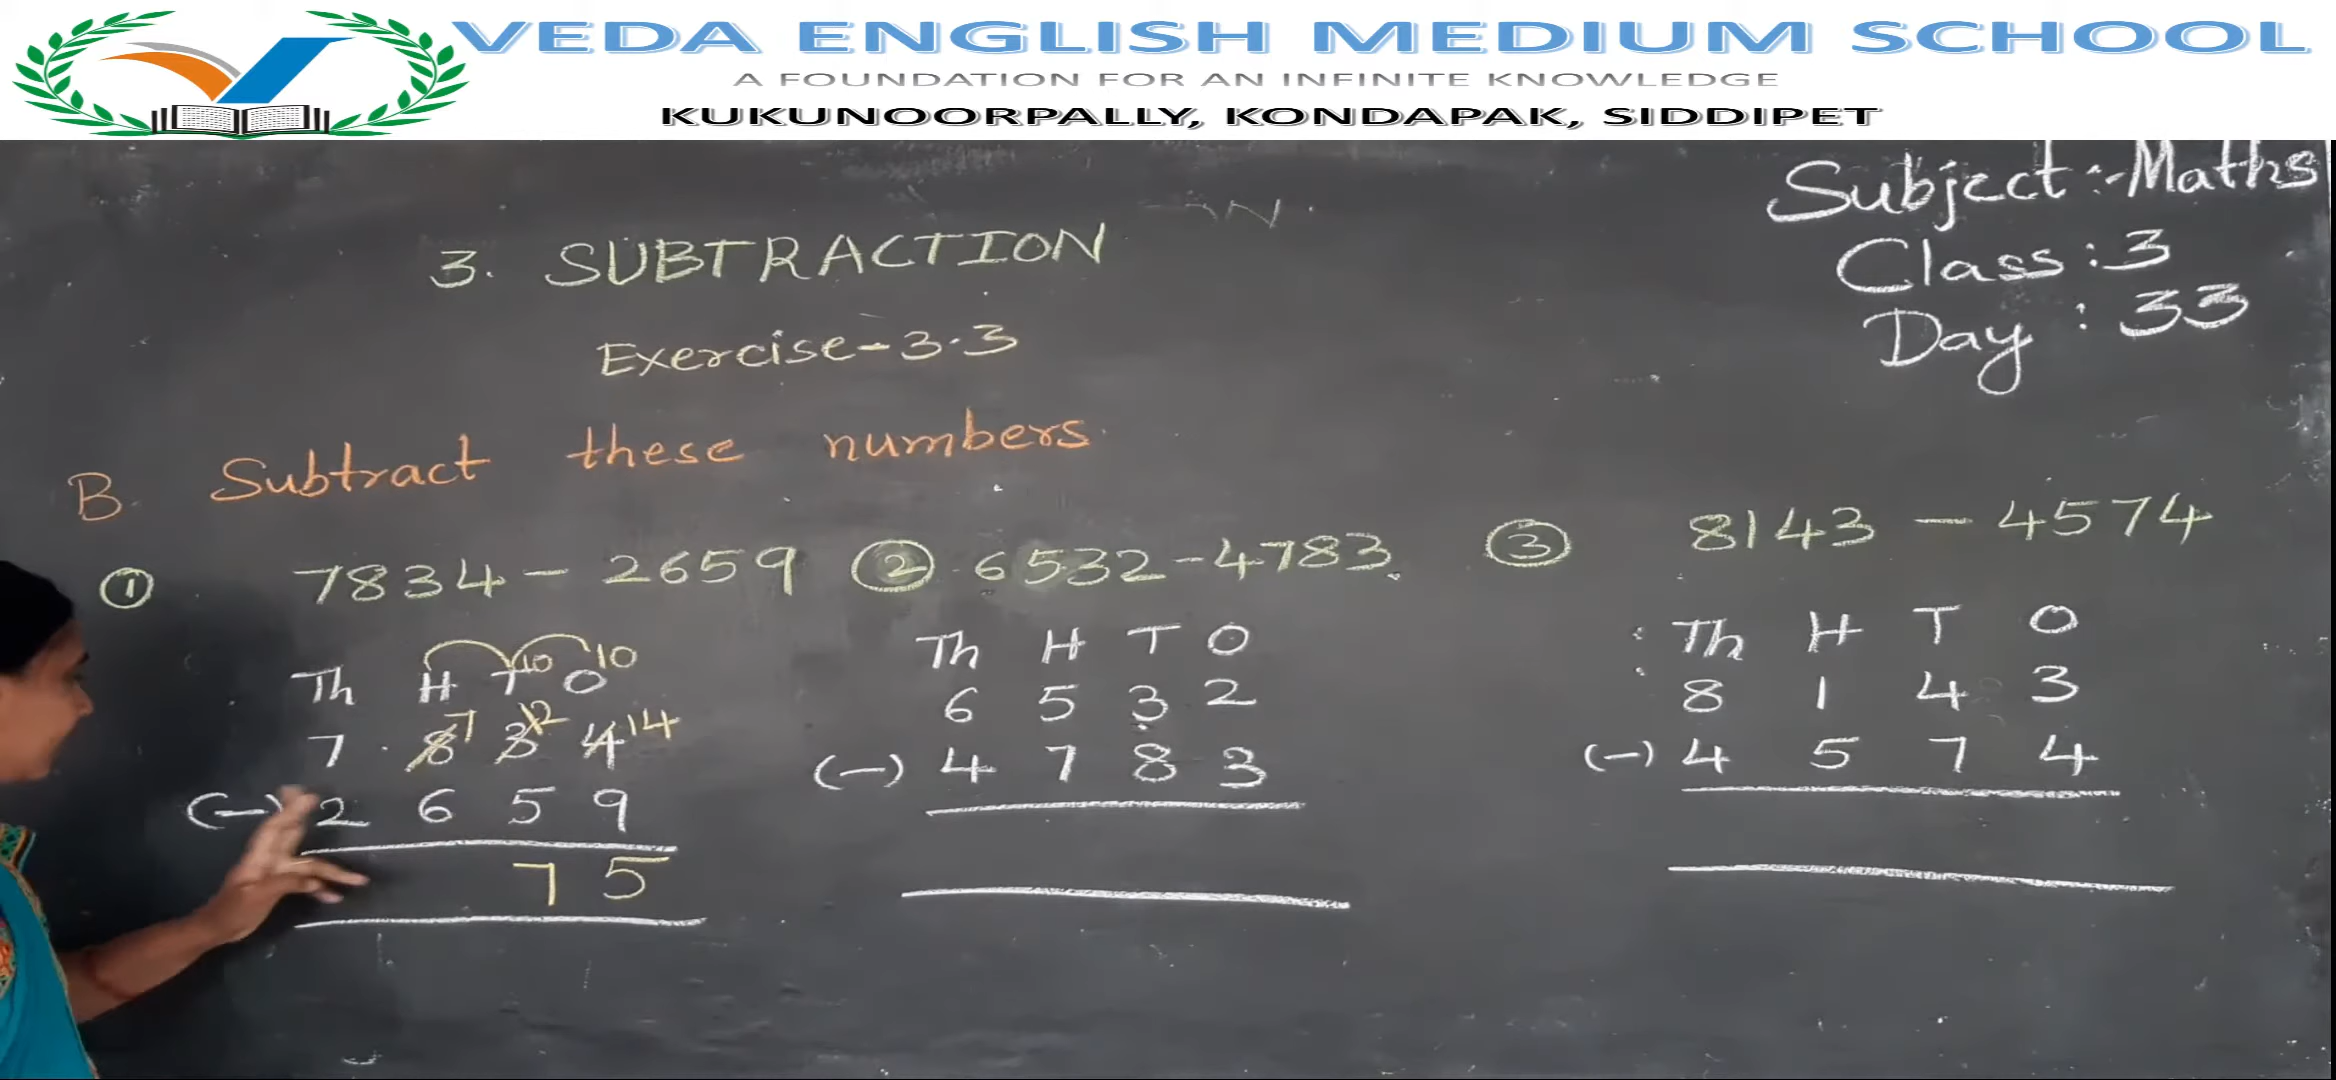 VEDA ENGLISH MEDIUM SCHOOL
A FOUNDATION FOR AN INFINITE KNOWLEDGE
KUKUNOORPALLY, KONDAPAK, SIDDIPET
Subject :- Maths
Class : 3
Day : 33
3. SUBTRACTION
Exercise - 3.3
B. Subtract these numbers
① 7834 - 2659
10 10
Th H T O
7 12 14
7 8 3 4
(-) 2 6 5 9
7 5
② 6532 - 4783
Th H T O
6 5 3 2
(-) 4 7 8 3
③ 8143 - 4574
Th H T O
8 1 4 3
(-) 4 5 7 4